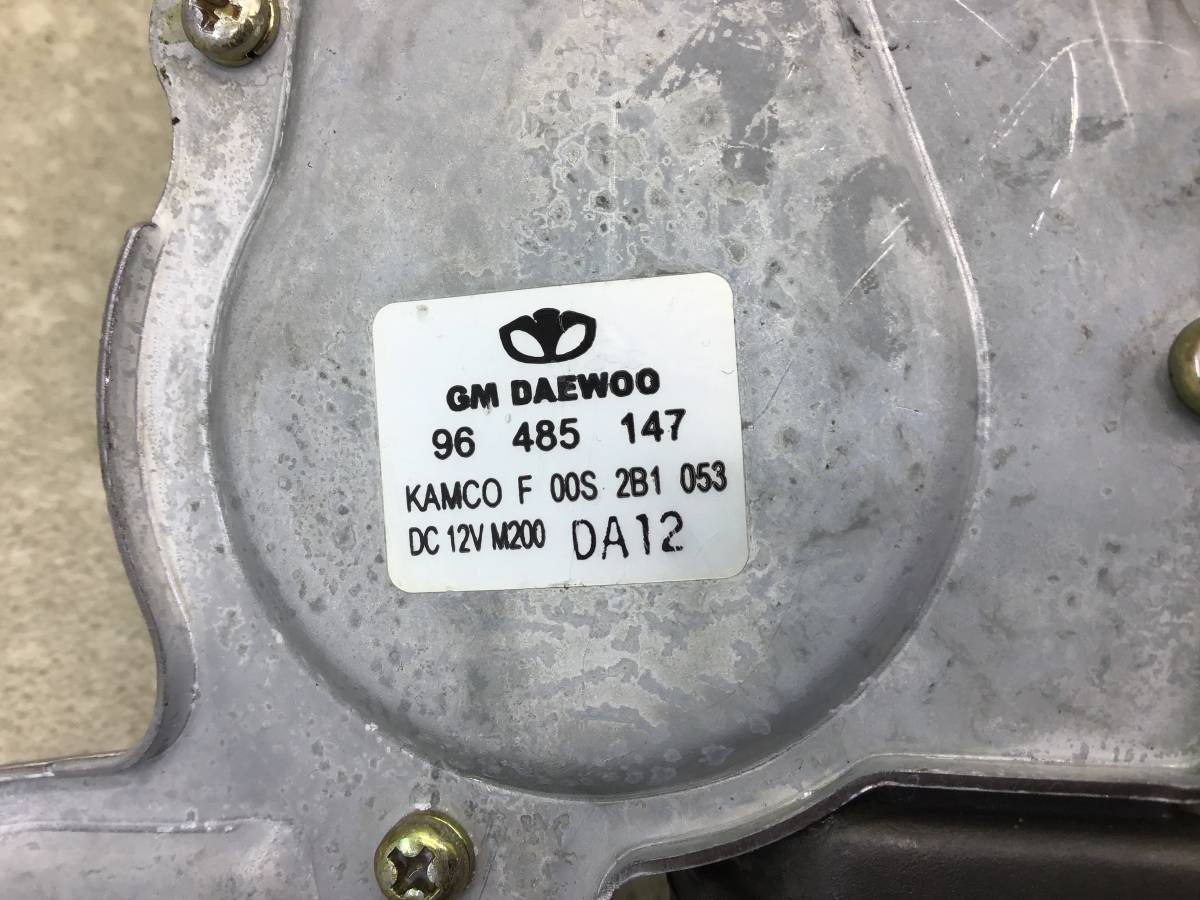 GM DAEWOO
96 485 147
KAMCO F 00S 2B1 053
DC 12V M200 DA12